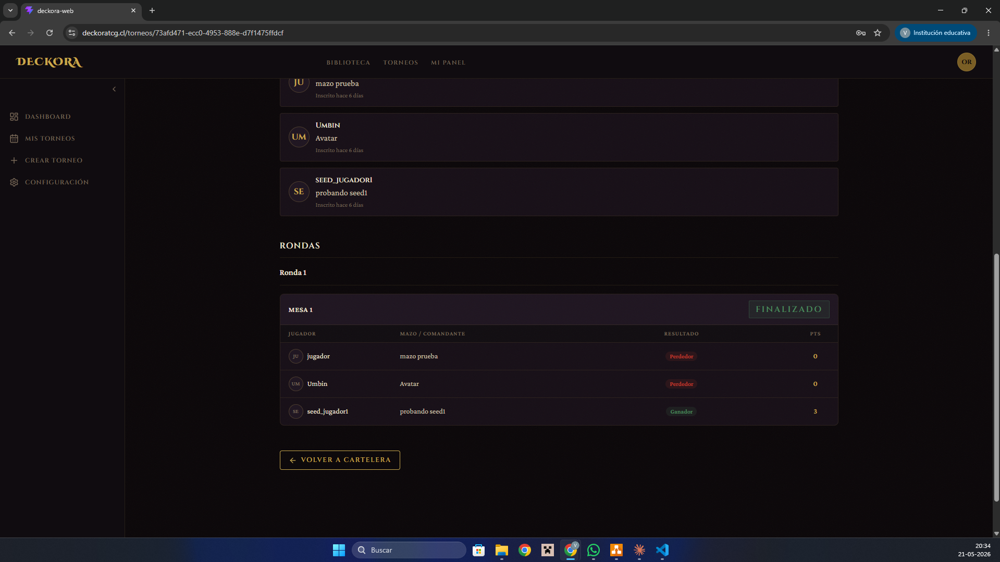 deckora-web
deckoratcg.cl/torneos/73afd471-ecc0-4953-888e-d7f1475ffdcf
V Institución educativa
DECKORA
BIBLIOTECA TORNEOS MI PANEL
OR
DASHBOARD
MIS TORNEOS
CREAR TORNEO
CONFIGURACIÓN
JU
mazo prueba
Inscrito hace 6 días
UM
Umbin
Avatar
Inscrito hace 6 días
SE
seed_jugador1
probando seed1
Inscrito hace 6 días
RONDAS
Ronda 1
MESA 1 FINALIZADO
JUGADOR MAZO / COMANDANTE RESULTADO PTS
JU jugador mazo prueba Perdedor 0
UM Umbin Avatar Perdedor 0
SE seed_jugador1 probando seed1 Ganador 3
← VOLVER A CARTELERA
Buscar
V
20:34
21-05-2026